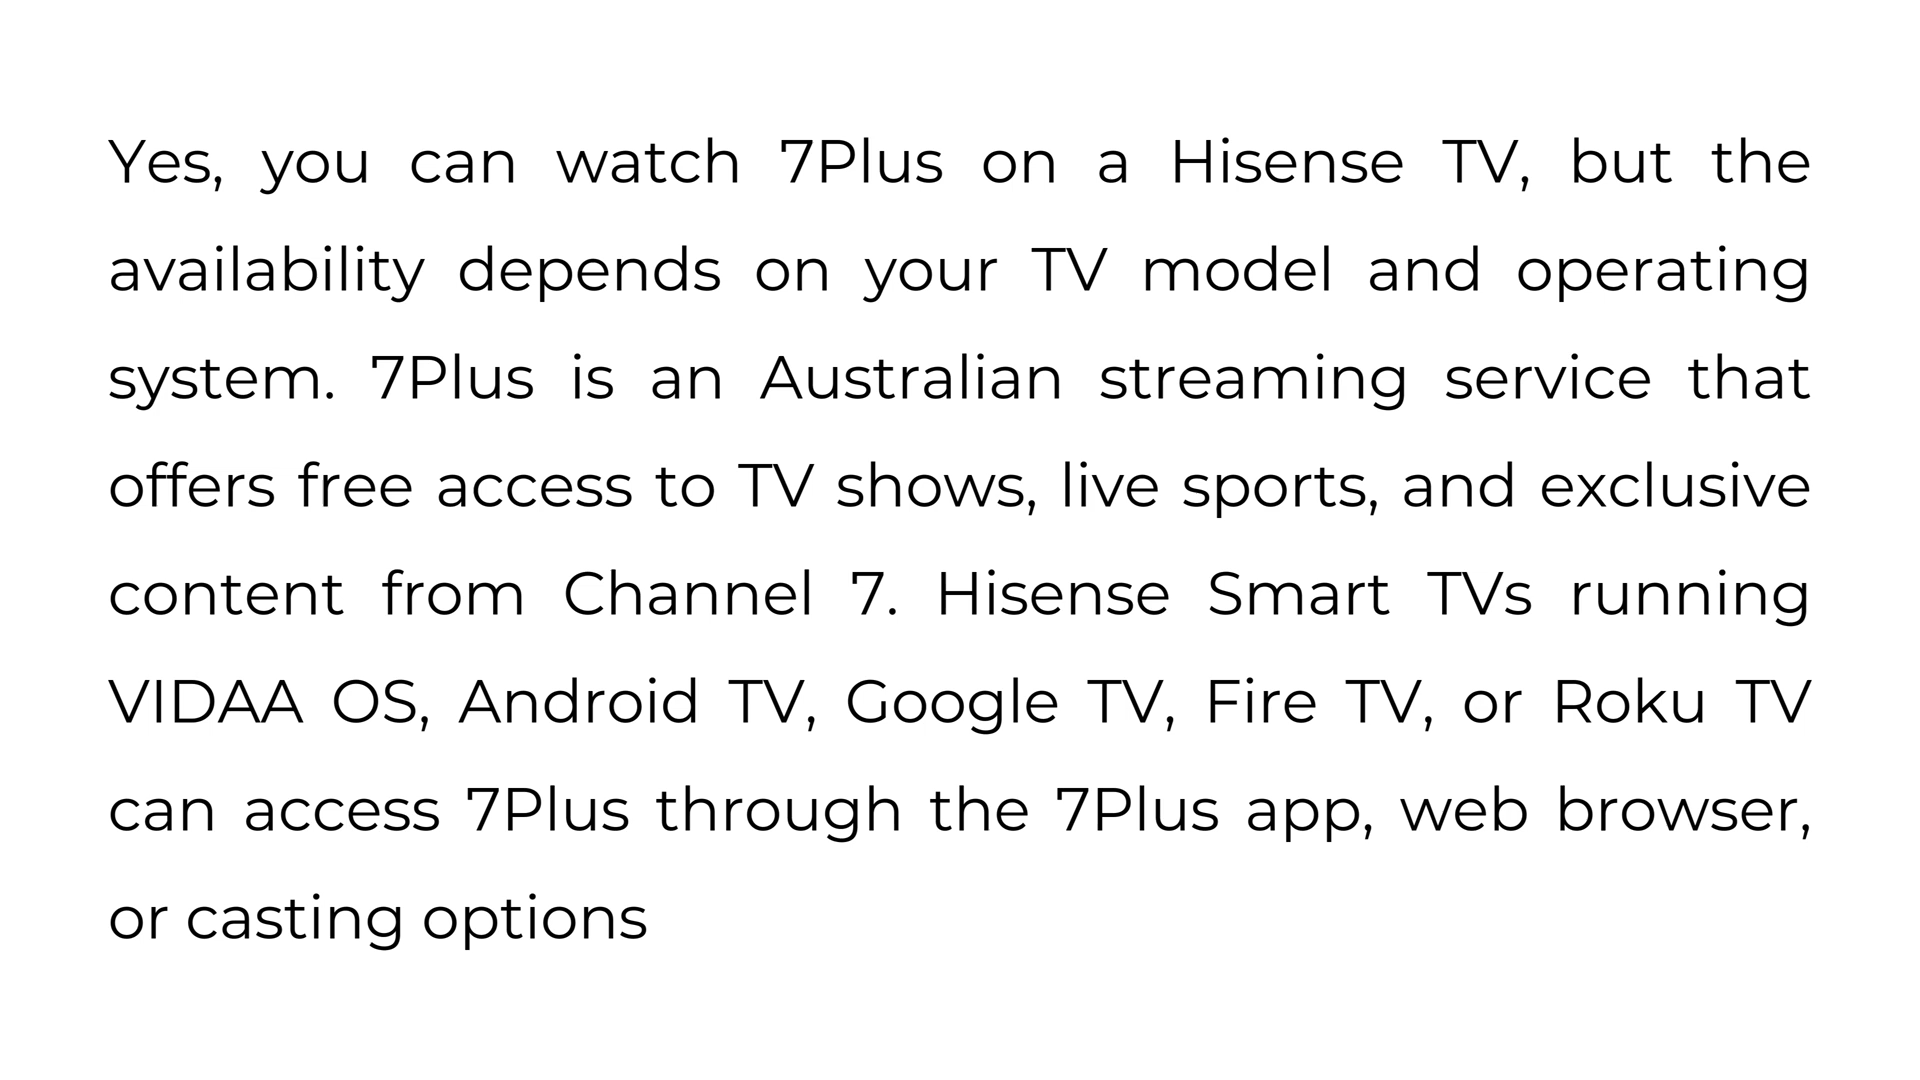 Yes, you can watch 7Plus on a Hisense TV, but the
availability depends on your TV model and operating
system. 7Plus is an Australian streaming service that
offers free access to TV shows, live sports, and exclusive
content from Channel 7. Hisense Smart TVs running
VIDAA OS, Android TV, Google TV, Fire TV, or Roku TV
can access 7Plus through the 7Plus app, web browser,
or casting options